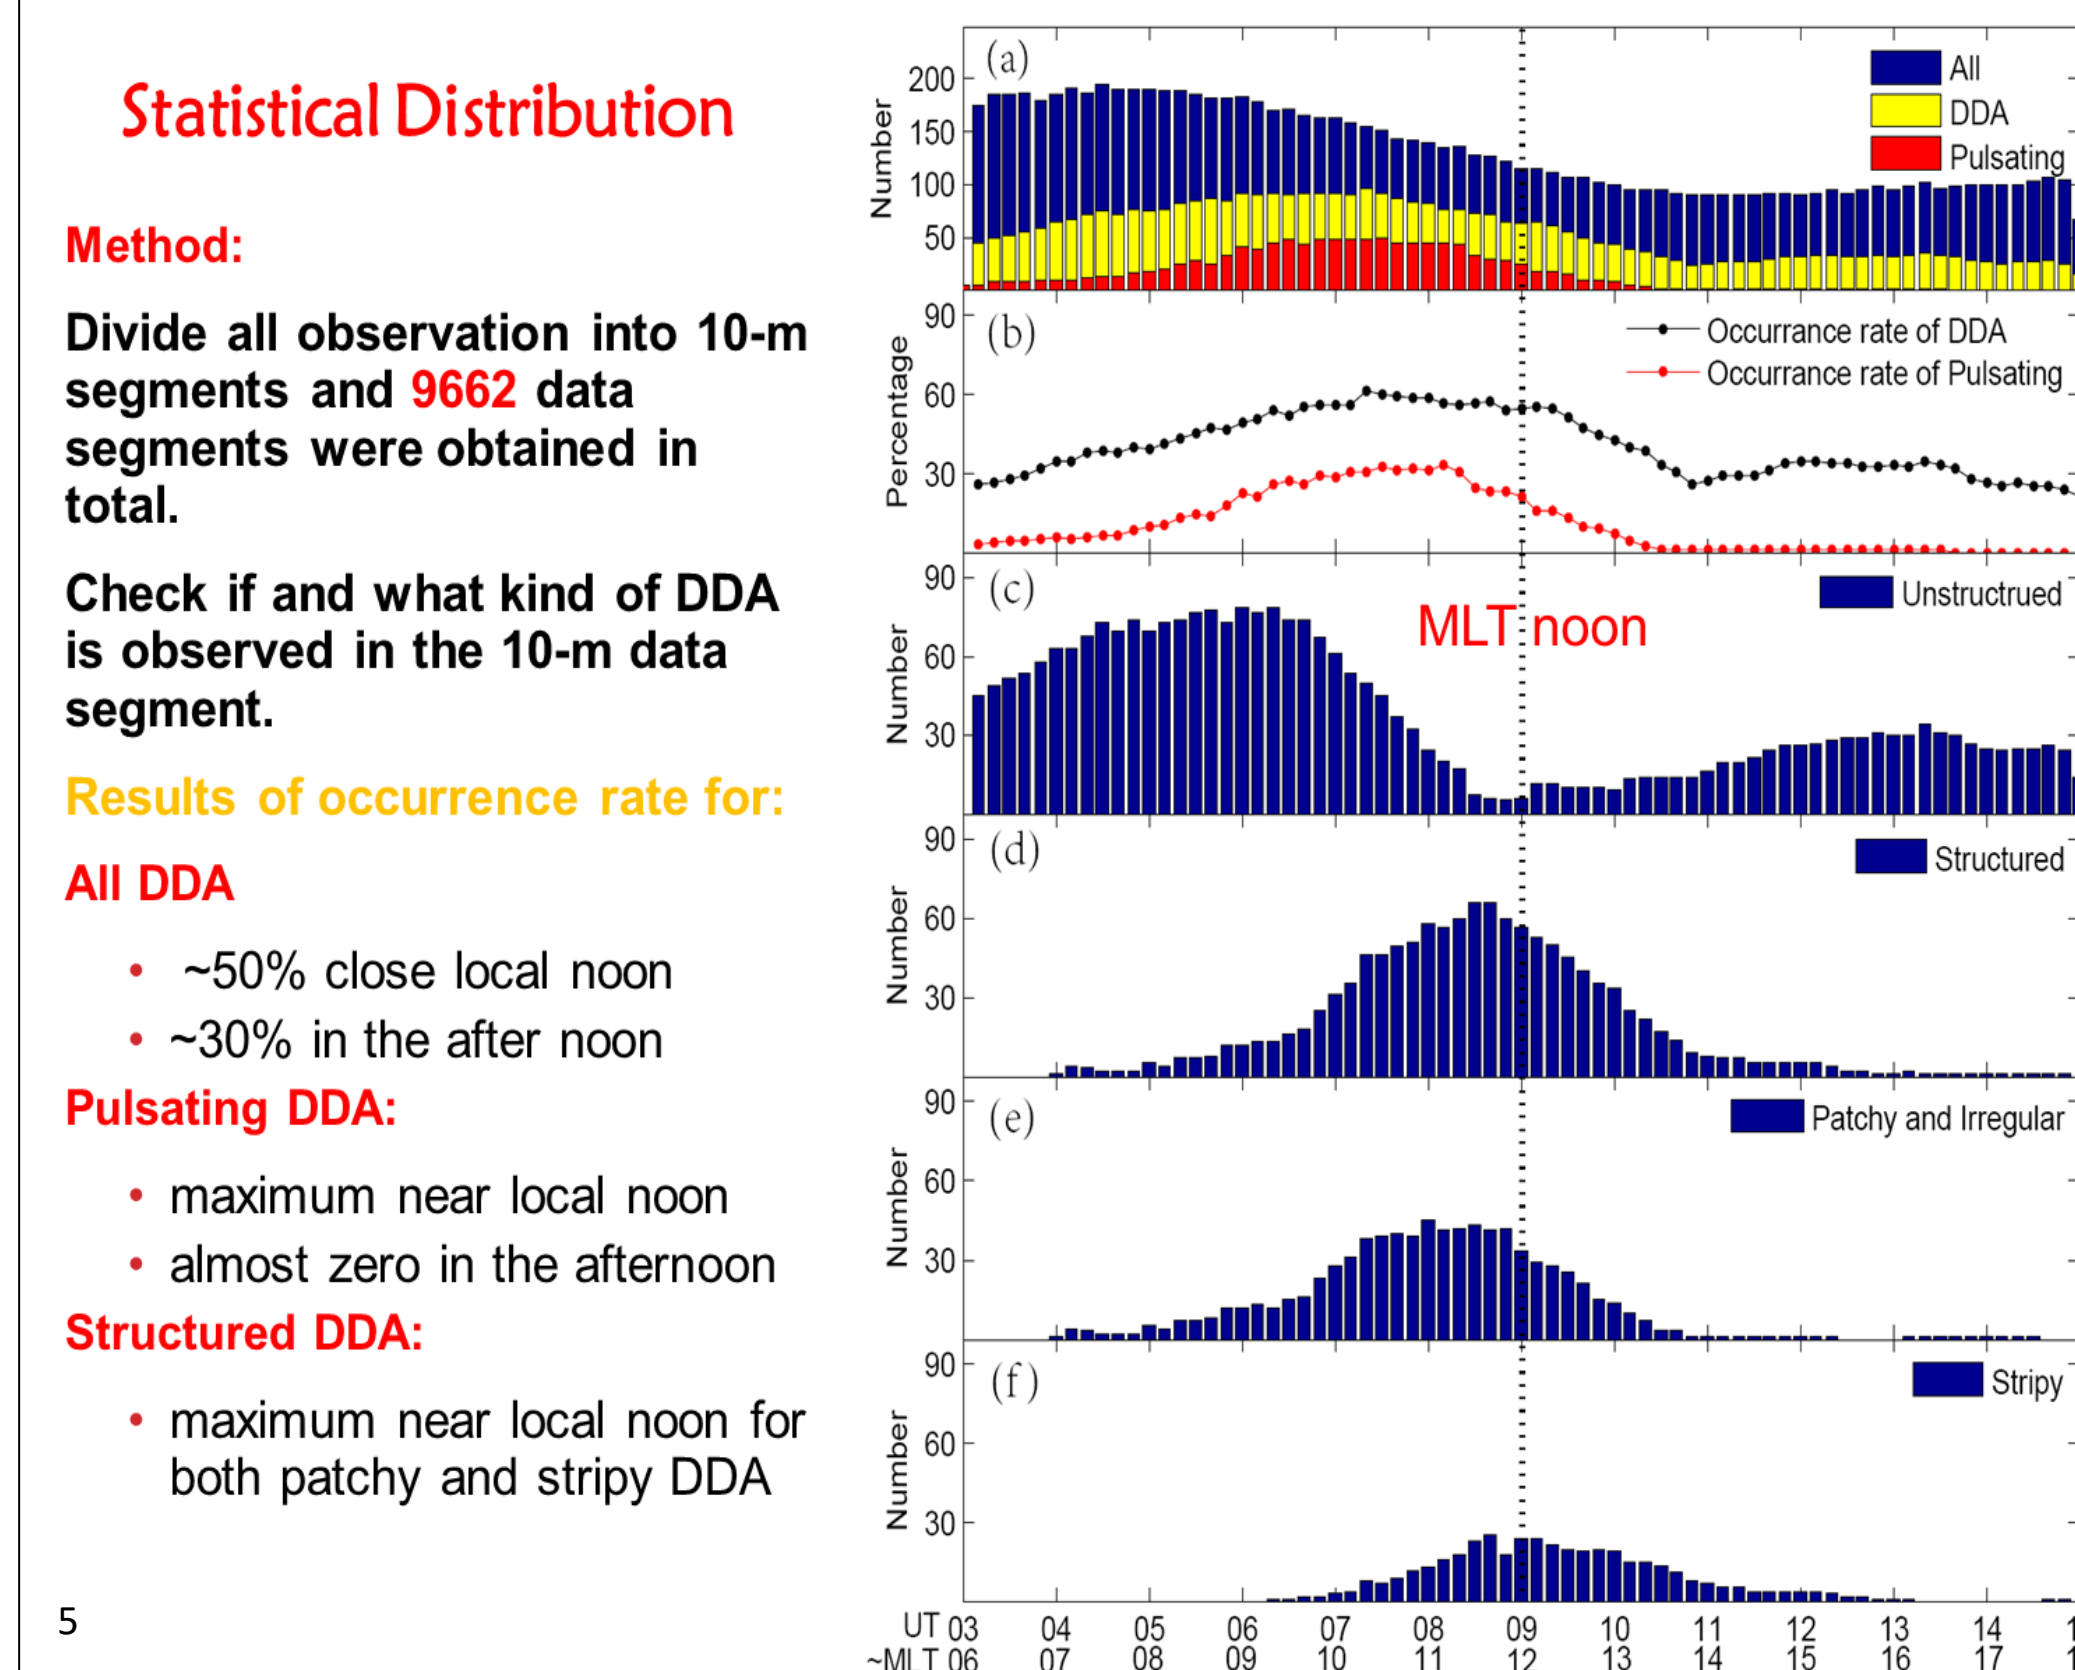 Statistical Distribution
Method:
Divide all observation into 10-m
segments and 9662 data
segments were obtained in
total.
Check if and what kind of DDA
is observed in the 10-m data
segment.
Results of occurrence rate for:
All DDA
• ~50% close local noon
• ~30% in the after noon
Pulsating DDA:
• maximum near local noon
• almost zero in the afternoon
Structured DDA:
• maximum near local noon for
both patchy and stripy DDA
5
(a)
All
DDA
Pulsating
Number
200
150
100
50
(b)
Occurrance rate of DDA
Occurrance rate of Pulsating
Percentage
90
60
30
(c)
Unstructrued
MLT noon
Number
90
60
30
(d)
Structured
Number
90
60
30
(e)
Patchy and Irregular
Number
90
60
30
(f)
Stripy
Number
90
60
30
UT 03 04 05 06 07 08 09 10 11 12 13 14
~MLT 06 07 08 09 10 11 12 13 14 15 16 17